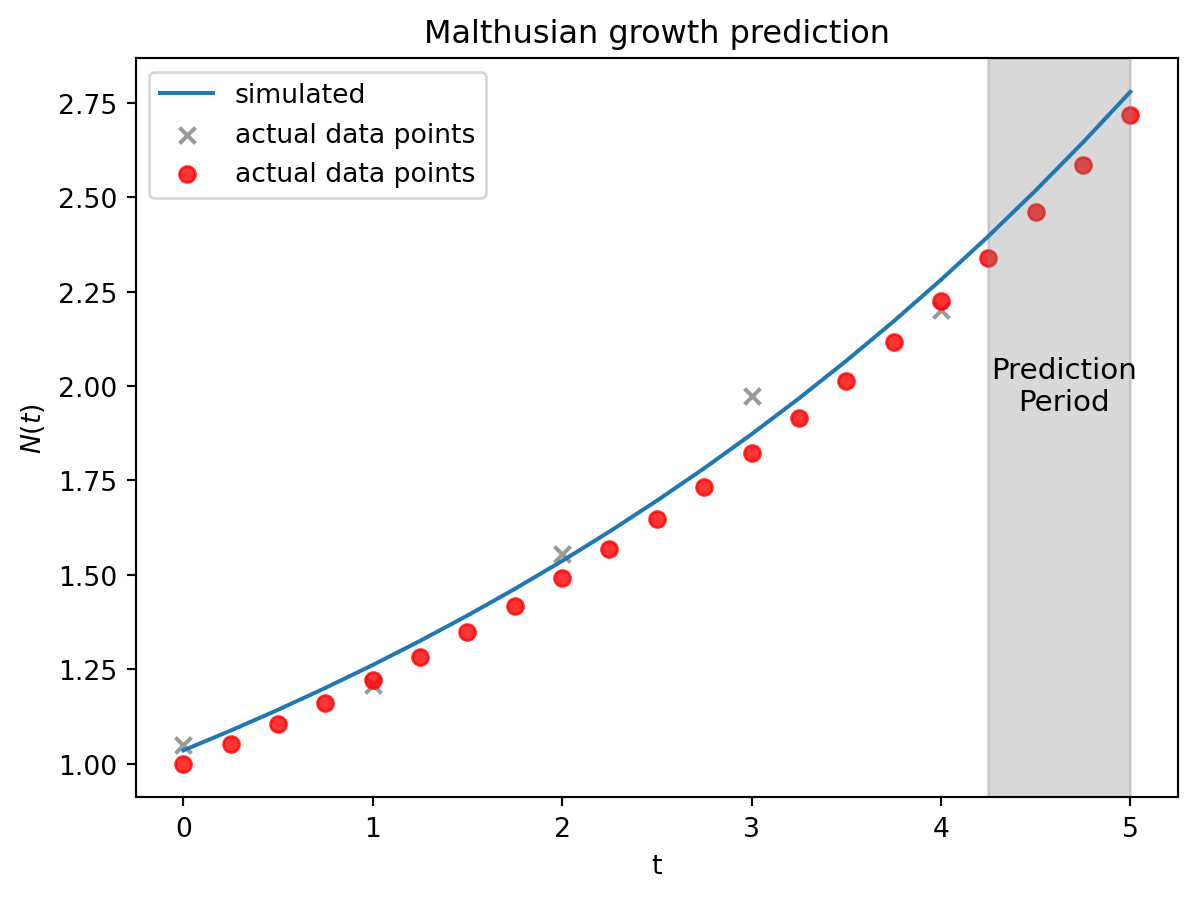 Malthusian growth prediction
simulated
actual data points
actual data points
2.75
2.50
2.25
2.00
1.75
1.50
1.25
1.00
N(t)
Prediction
Period
0 1 2 3 4 5
t